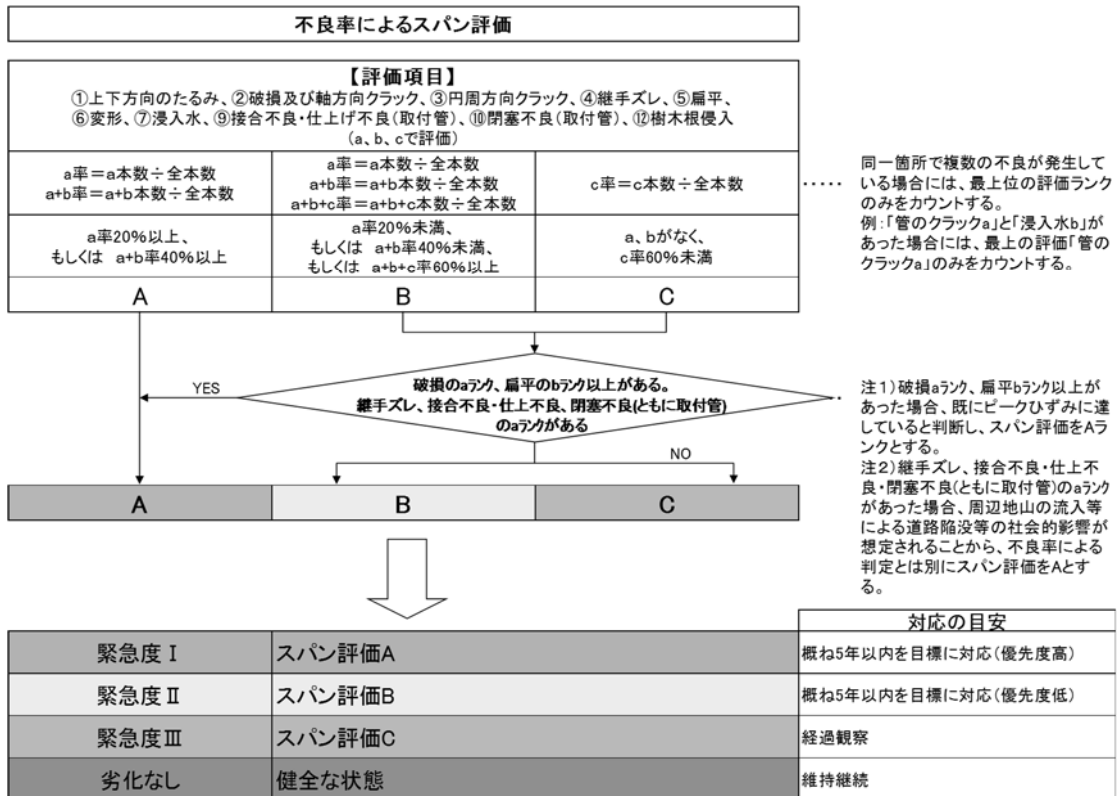 不良率によるスパン評価
【評価項目】
①上下方向のたるみ、②破損及び軸方向クラック、③円周方向クラック、④継手ズレ、⑤扁平、
⑥変形、⑦浸入水、⑨接合不良・仕上げ不良(取付管)、⑩閉塞不良(取付管)、⑫樹木根侵入
(a、b、cで評価)
a率=a本数÷全本数
a+b率=a+b本数÷全本数
a率=a本数÷全本数
a+b率=a+b本数÷全本数
a+b+c率=a+b+c本数÷全本数
c率=c本数÷全本数
a率20%以上、
もしくは a+b率40%以上
a率20%未満、
もしくは a+b率40%未満、
もしくは a+b+c率60%以上
a、bがなく、
c率60%未満
A
B
C
同一箇所で複数の不良が発生して
いる場合には、最上位の評価ランク
のみをカウントする。
例:「管のクラックa」と「浸入水b」が
あった場合には、最上の評価「管の
クラックa」のみをカウントする。
YES
破損のaランク、扁平のbランク以上がある。
継手ズレ、接合不良・仕上不良、閉塞不良(ともに取付管)
のaランクがある
NO
注1)破損aランク、扁平bランク以上が
あった場合、既にピークひずみに達
していると判断し、スパン評価をAラ
ンクとする。
注2)継手ズレ、接合不良・仕上不
良・閉塞不良(ともに取付管)のaランク
があった場合、周辺地山の流入等
による道路陥没等の社会的影響が
想定されることから、不良率による
判定とは別にスパン評価をAとす
る。
A
B
C
対応の目安
緊急度Ⅰ
スパン評価A
概ね5年以内を目標に対応(優先度高)
緊急度Ⅱ
スパン評価B
概ね5年以内を目標に対応(優先度低)
緊急度Ⅲ
スパン評価C
経過観察
劣化なし
健全な状態
維持継続